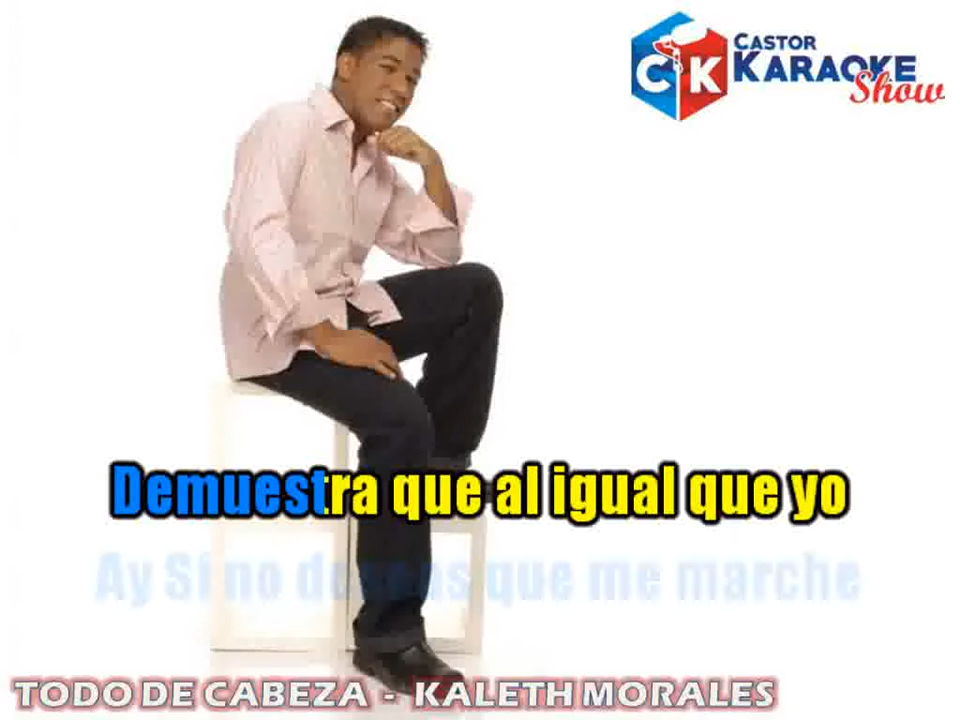 CK CASTOR
KARAOKE
Show
Demuestra que al igual que yo
Ay Si no deseas que me marche
TODO DE CABEZA - KALETH MORALES